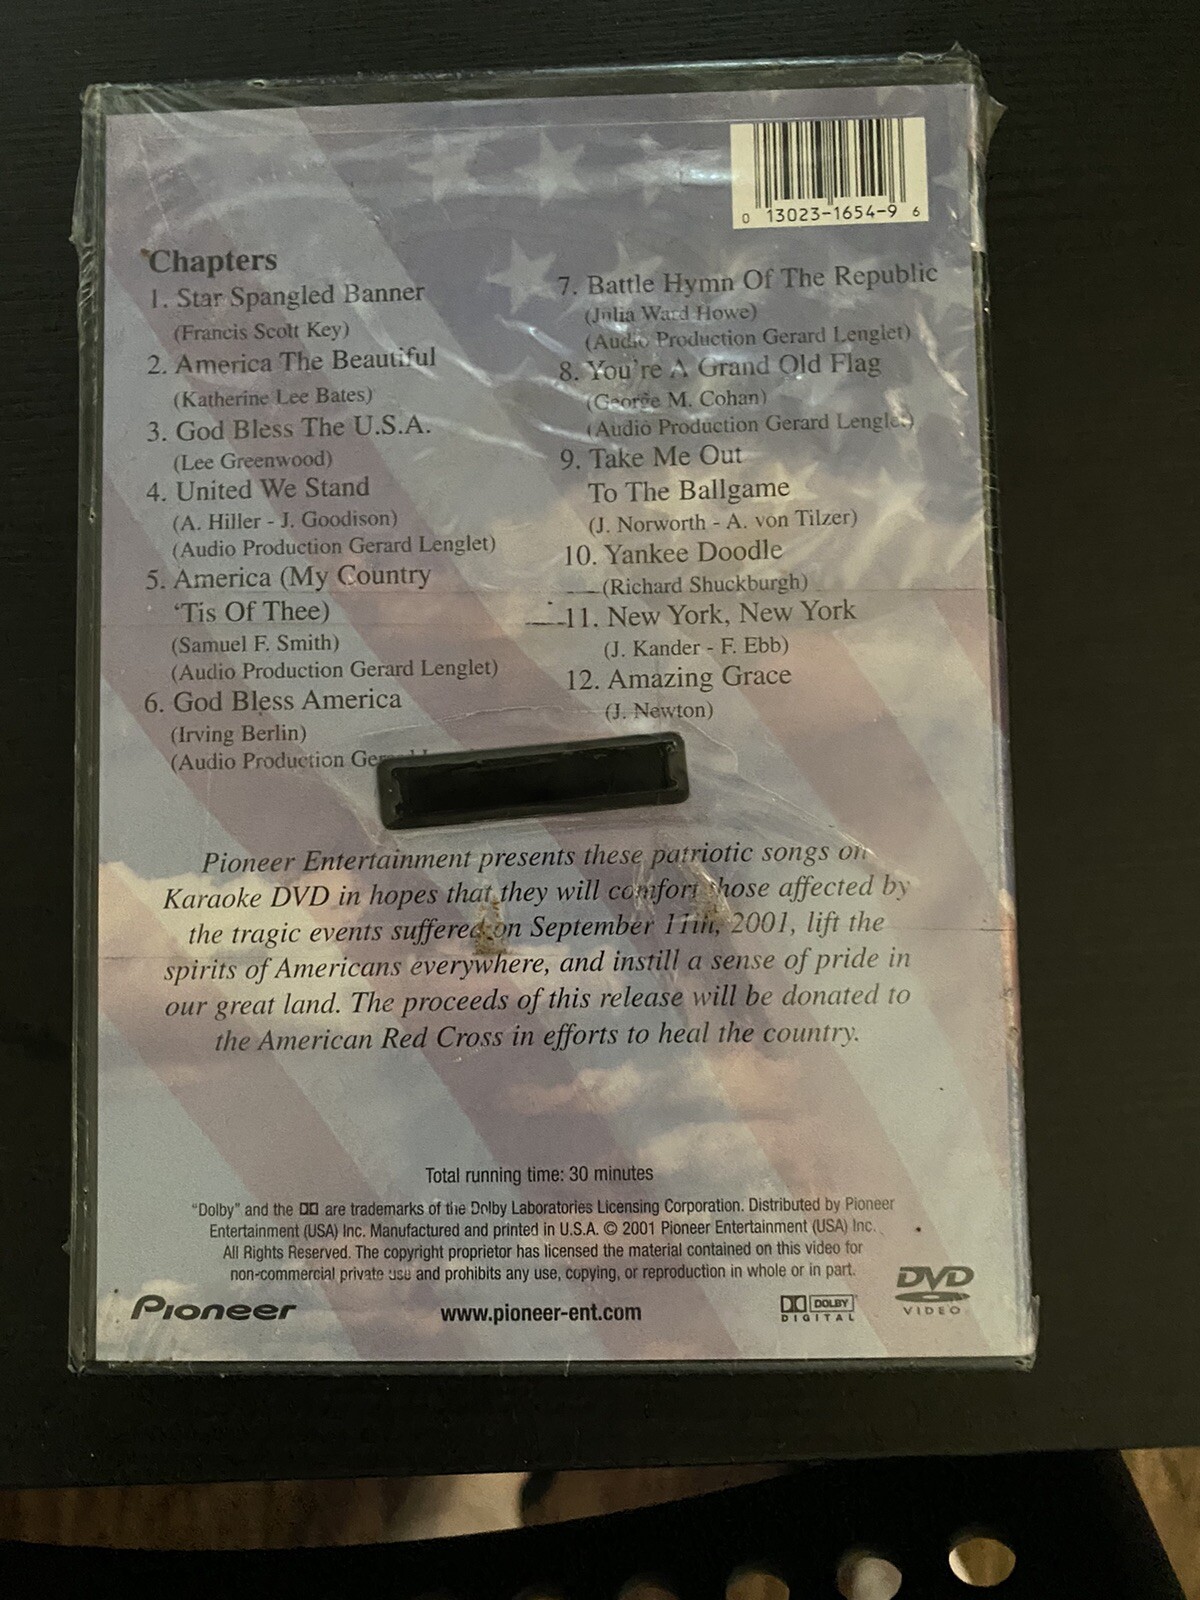 0 13023-1654-9 6
Chapters
1. Star Spangled Banner
(Francis Scott Key)
2. America The Beautiful
(Katherine Lee Bates)
3. God Bless The U.S.A.
(Lee Greenwood)
4. United We Stand
(A. Hiller - J. Goodison)
(Audio Production Gerard Lenglet)
5. America (My Country
'Tis Of Thee)
(Samuel F. Smith)
(Audio Production Gerard Lenglet)
6. God Bless America
(Irving Berlin)
(Audio Production
7. Battle Hymn Of The Republic
(Julia Ward Howe)
(Audio Production Gerard Lenglet)
8. You're A Grand Old Flag
(George M. Cohan)
(Audio Production Gerard Lenglet)
9. Take Me Out
To The Ballgame
(J. Norworth - A. von Tilzer)
10. Yankee Doodle
(Richard Shuckburgh)
11. New York, New York
(J. Kander - F. Ebb)
12. Amazing Grace
(J. Newton)
Pioneer Entertainment presents these patriotic songs on
Karaoke DVD in hopes that they will comfort those affected by
the tragic events suffered on September 11th, 2001, lift the
spirits of Americans everywhere, and instill a sense of pride in
our great land. The proceeds of this release will be donated to
the American Red Cross in efforts to heal the country.
Total running time: 30 minutes
"Dolby" and the are trademarks of the Dolby Laboratories Licensing Corporation. Distributed by Pioneer
Entertainment (USA) Inc. Manufactured and printed in U.S.A. © 2001 Pioneer Entertainment (USA) Inc.
All Rights Reserved. The copyright proprietor has licensed the material contained on this video for
non-commercial private use and prohibits any use, copying, or reproduction in whole or in part.
Pioneer
www.pioneer-ent.com
DOLBY
DIGITAL
DVD
VIDEO